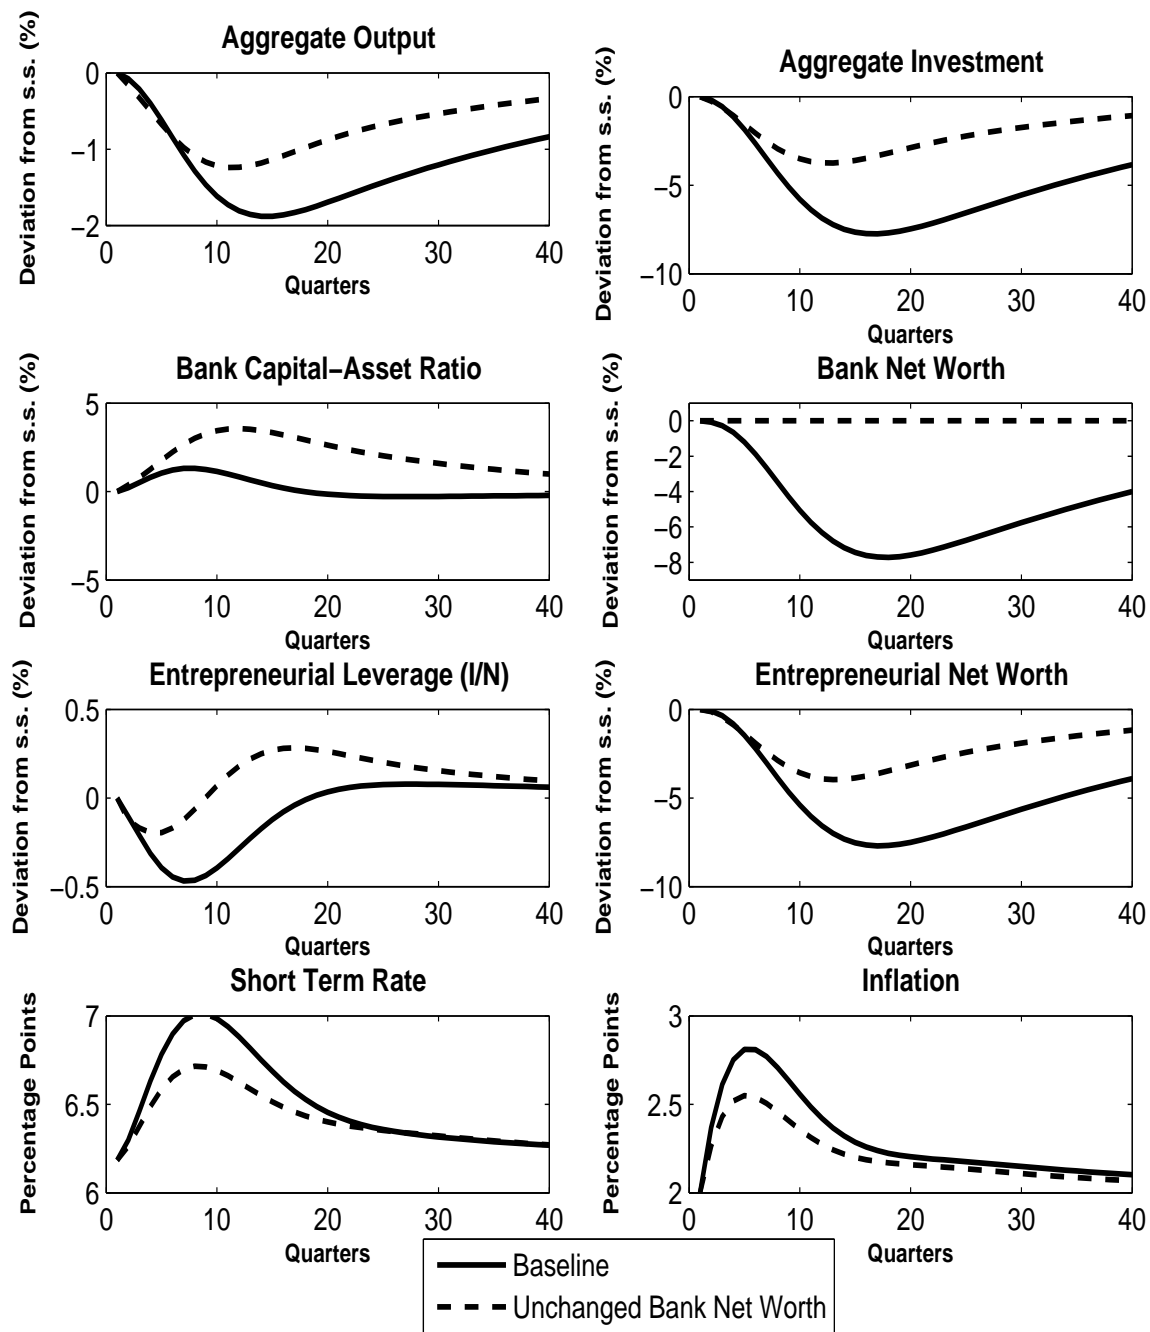 Aggregate Output
Deviation from s.s. (%)
0
−1
−2
0 10 20 30 40
Quarters
Aggregate Investment
Deviation from s.s. (%)
0
−5
−10
0 10 20 30 40
Quarters
Bank Capital−Asset Ratio
Deviation from s.s. (%)
5
0
−5
0 10 20 30 40
Quarters
Bank Net Worth
Deviation from s.s. (%)
0
−2
−4
−6
−8
0 10 20 30 40
Quarters
Entrepreneurial Leverage (I/N)
Deviation from s.s. (%)
0.5
0
−0.5
0 10 20 30 40
Quarters
Entrepreneurial Net Worth
Deviation from s.s. (%)
0
−5
−10
0 10 20 30 40
Quarters
Short Term Rate
Percentage Points
7
6.5
6
0 10 20 30 40
Quarters
Inflation
Percentage Points
3
2.5
2
0 10 20 30 40
Quarters
Baseline
Unchanged Bank Net Worth